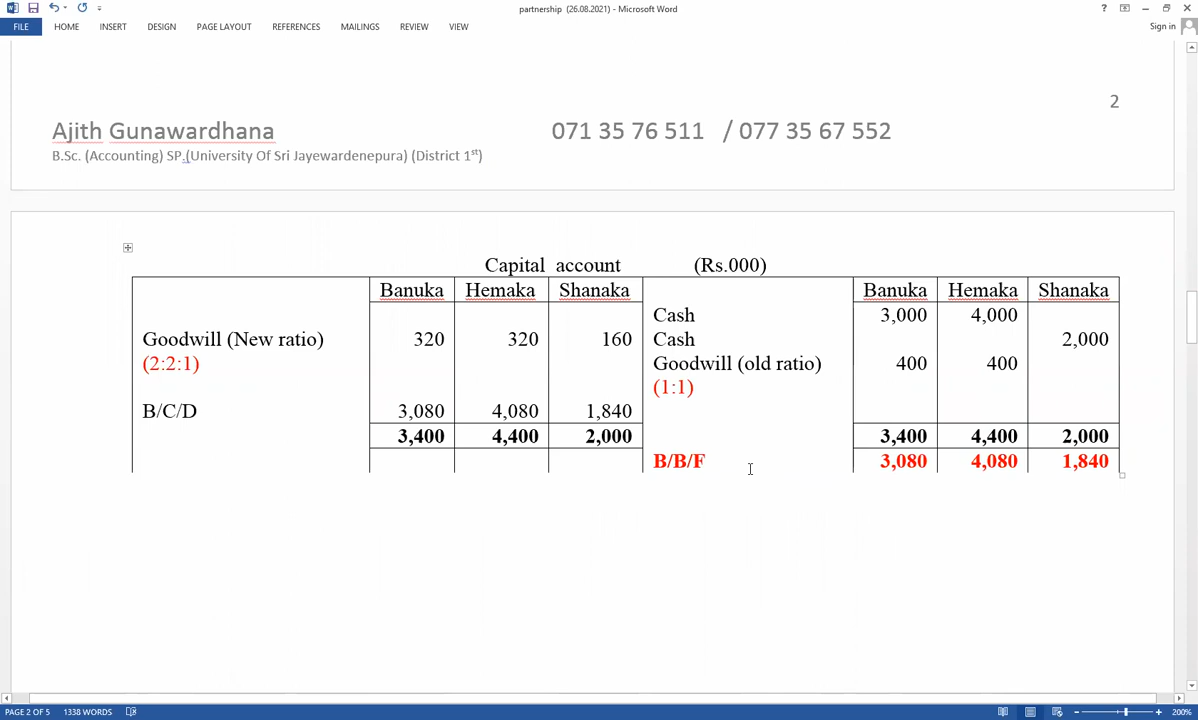 partnership (26.08.2021) - Microsoft Word
Sign in
FILE HOME INSERT DESIGN PAGE LAYOUT REFERENCES MAILINGS REVIEW VIEW
2
Ajith Gunawardhana 071 35 76 511 / 077 35 67 552
B.Sc. (Accounting) SP.(University Of Sri Jayewardenepura) (District 1st)
Capital account (Rs.000)
Banuka Hemaka Shanaka Banuka Hemaka Shanaka
Cash 3,000 4,000
Goodwill (New ratio) 320 320 160 Cash 2,000
(2:2:1) Goodwill (old ratio) 400 400
(1:1)
B/C/D 3,080 4,080 1,840
3,400 4,400 2,000 3,400 4,400 2,000
B/B/F 3,080 4,080 1,840
PAGE 2 OF 5 1338 WORDS 200%